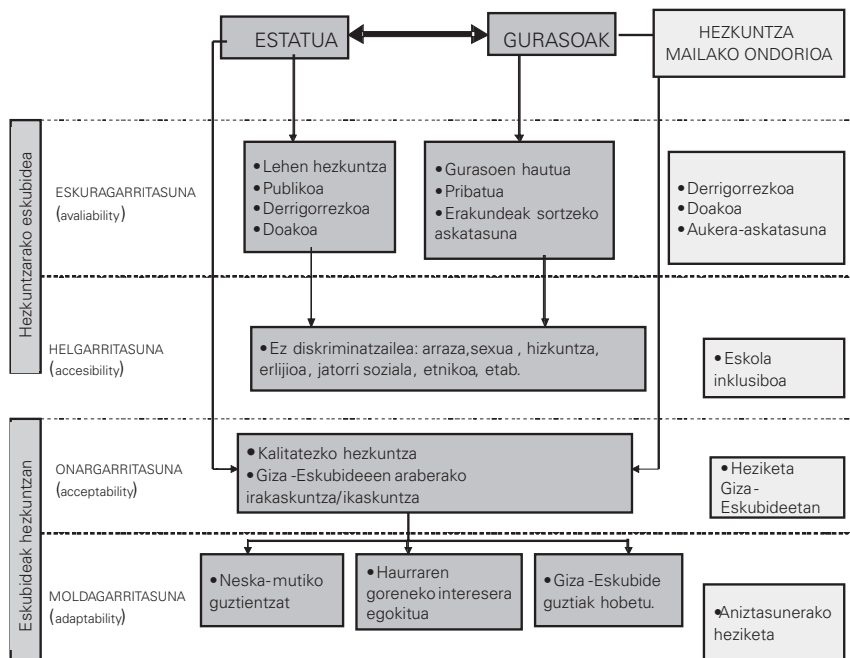 ESTATUA
GURASOAK
HEZKUNTZA
MAILAKO ONDORIOA
Hezkuntzarako eskubidea
ESKURAGARRITASUNA
(avaliability)
• Lehen hezkuntza
• Publikoa
• Derrigorrezkoa
• Doakoa
• Gurasoen hautua
• Pribatua
• Erakundeak sortzeko
askatasuna
• Derrigorrezkoa
• Doakoa
• Aukera-askatasuna
HELGARRITASUNA
(accesibility)
• Ez diskriminatzailea: arraza,sexua , hizkuntza,
erlijioa, jatorri soziala, etnikoa, etab.
• Eskola
inklusiboa
Eskubideak hezkuntzan
ONARGARRITASUNA
(acceptability)
• Kalitatezko hezkuntza
• Giza -Eskubideeen araberako
irakaskuntza/ikaskuntza
• Heziketa
Giza-
Eskubideetan
MOLDAGARRITASUNA
(adaptability)
• Neska-mutiko
guztientzat
• Haurraren
goreneko interesera
egokitua
• Giza -Eskubide
guztiak hobetu.
•Aniztasunerako
heziketa